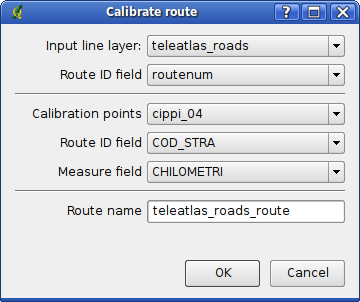 Calibrate route
Input line layer: teleatlas_roads
Route ID field routenum
Calibration points cippi_04
Route ID field COD_STRA
Measure field CHILOMETRI
Route name teleatlas_roads_route
OK Cancel